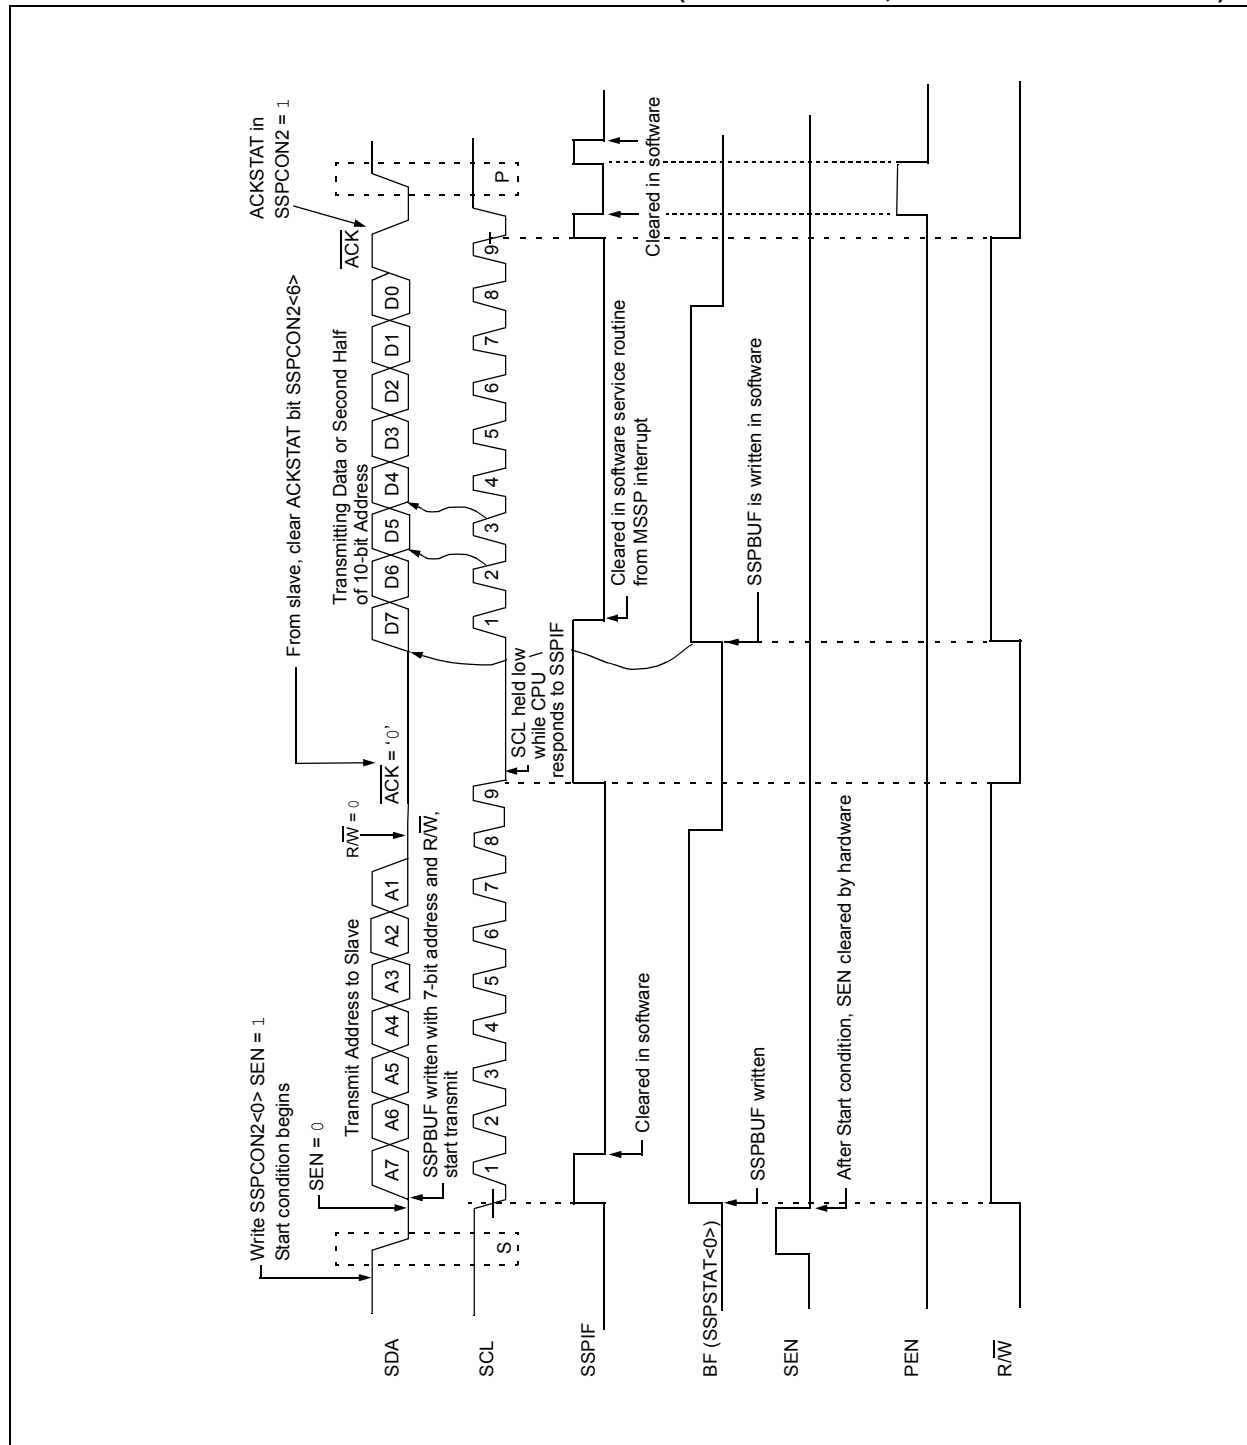 Write SSPCON2<0> SEN = 1
Start condition begins
SEN = 0
Transmit Address to Slave
R/W = 0
From slave, clear ACKSTAT bit SSPCON2<6>
ACK = '0'
Transmitting Data or Second Half
of 10-bit Address
ACK
ACKSTAT in
SSPCON2 = 1
SDA
A7 A6 A5 A4 A3 A2 A1
D7 D6 D5 D4 D3 D2 D1 D0
SSPBUF written with 7-bit address and R/W,
start transmit
SCL
S
1 2 3 4 5 6 7 8 9
1 2 3 4 5 6 7 8 9
P
SCL held low
while CPU
responds to SSPIF
SSPIF
Cleared in software
Cleared in software service routine
from MSSP interrupt
Cleared in software
BF (SSPSTAT<0>)
SSPBUF written
SSPBUF is written in software
SEN
After Start condition, SEN cleared by hardware
PEN
R/W